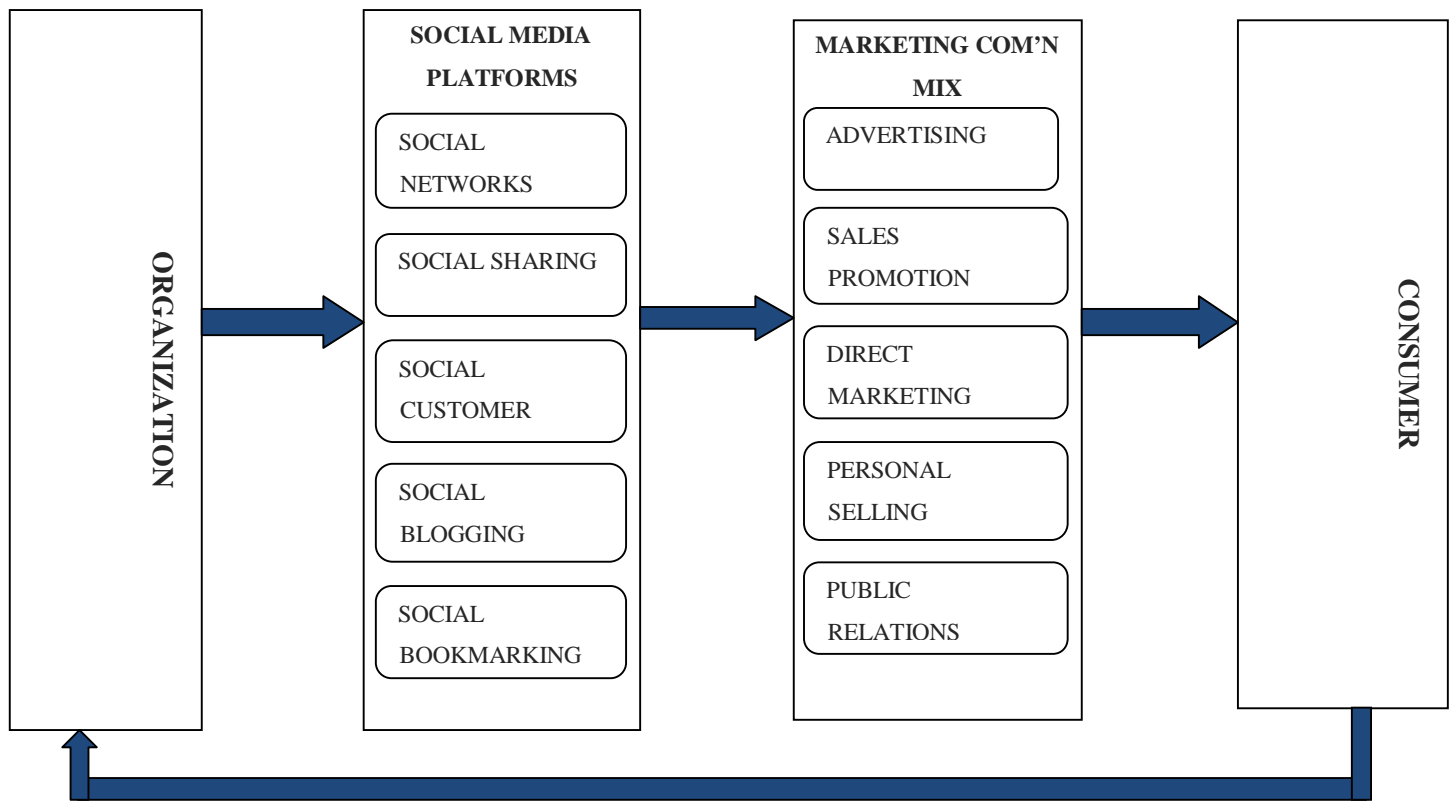 ORGANIZATION
SOCIAL MEDIA
PLATFORMS
SOCIAL
NETWORKS
SOCIAL SHARING
SOCIAL
CUSTOMER
SOCIAL
BLOGGING
SOCIAL
BOOKMARKING
MARKETING COM’N
MIX
ADVERTISING
SALES
PROMOTION
DIRECT
MARKETING
PERSONAL
SELLING
PUBLIC
RELATIONS
CONSUMER